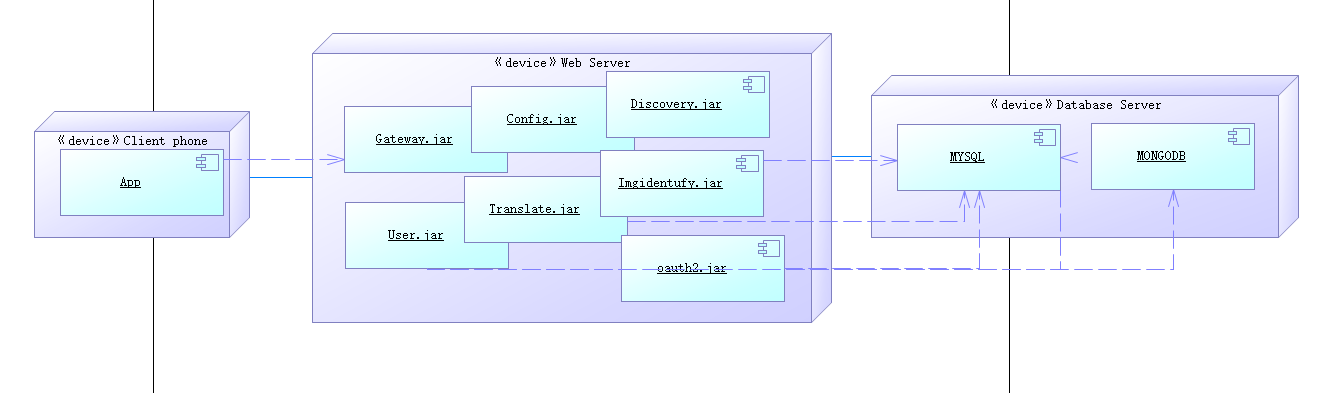 《device》Client phone
App
《device》Web Server
Discovery.jar
Config.jar
Gateway.jar
Imgidentufy.jar
Translate.jar
User.jar
oauth2.jar
《device》Database Server
MYSQL
MONGODB